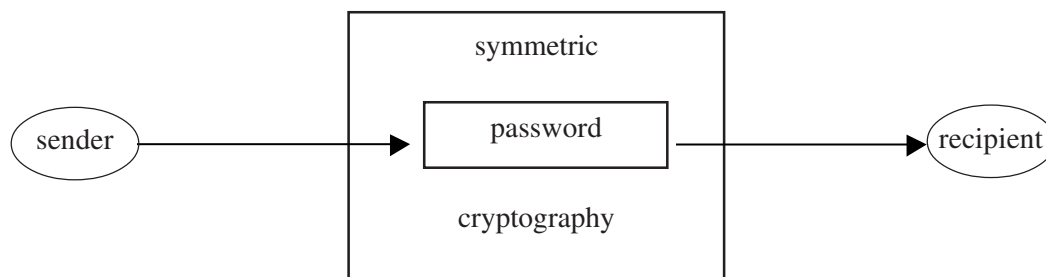 symmetric
password
sender
recipient
cryptography